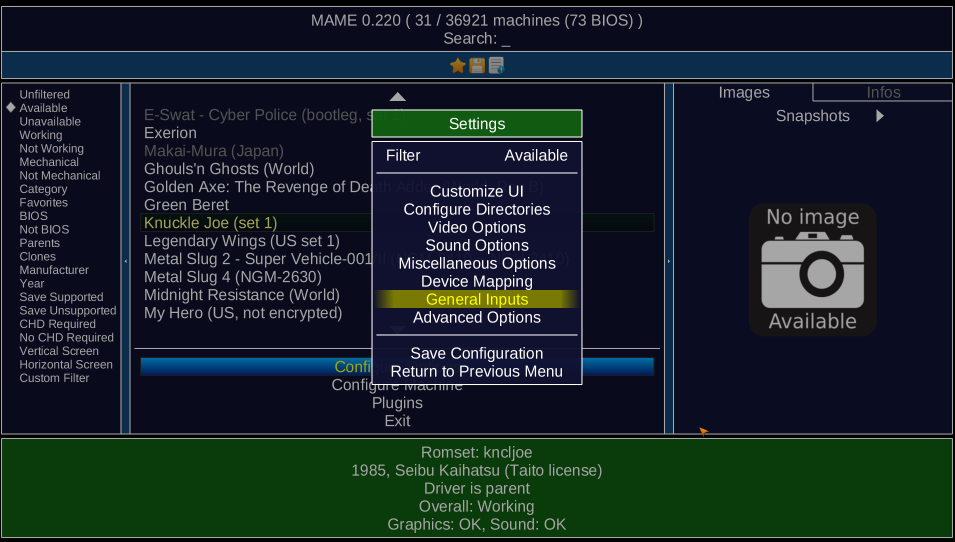 MAME 0.220 ( 31 / 36921 machines (73 BIOS) )
Search: _
Unfiltered
Available
Unavailable
Working
Not Working
Mechanical
Not Mechanical
Category
Favorites
BIOS
Not BIOS
Parents
Clones
Manufacturer
Year
Save Supported
Save Unsupported
CHD Required
No CHD Required
Vertical Screen
Horizontal Screen
Custom Filter
E-Swat - Cyber Police (bootleg,
Exerion
Makai-Mura (Japan)
Ghouls'n Ghosts (World)
Golden Axe: The Revenge of Death Adder
Green Beret
Knuckle Joe (set 1)
Legendary Wings (US set 1)
Metal Slug 2 - Super Vehicle-001/II
Metal Slug 4 (NGM-2630)
Midnight Resistance (World)
My Hero (US, not encrypted)
Confi
Configure Machine
Plugins
Exit
Settings
Filter Available
Customize UI
Configure Directories
Video Options
Sound Options
Miscellaneous Options
Device Mapping
General Inputs
Advanced Options
Save Configuration
Return to Previous Menu
Images Infos
Snapshots
No image
Available
Romset: kncljoe
1985, Seibu Kaihatsu (Taito license)
Driver is parent
Overall: Working
Graphics: OK, Sound: OK